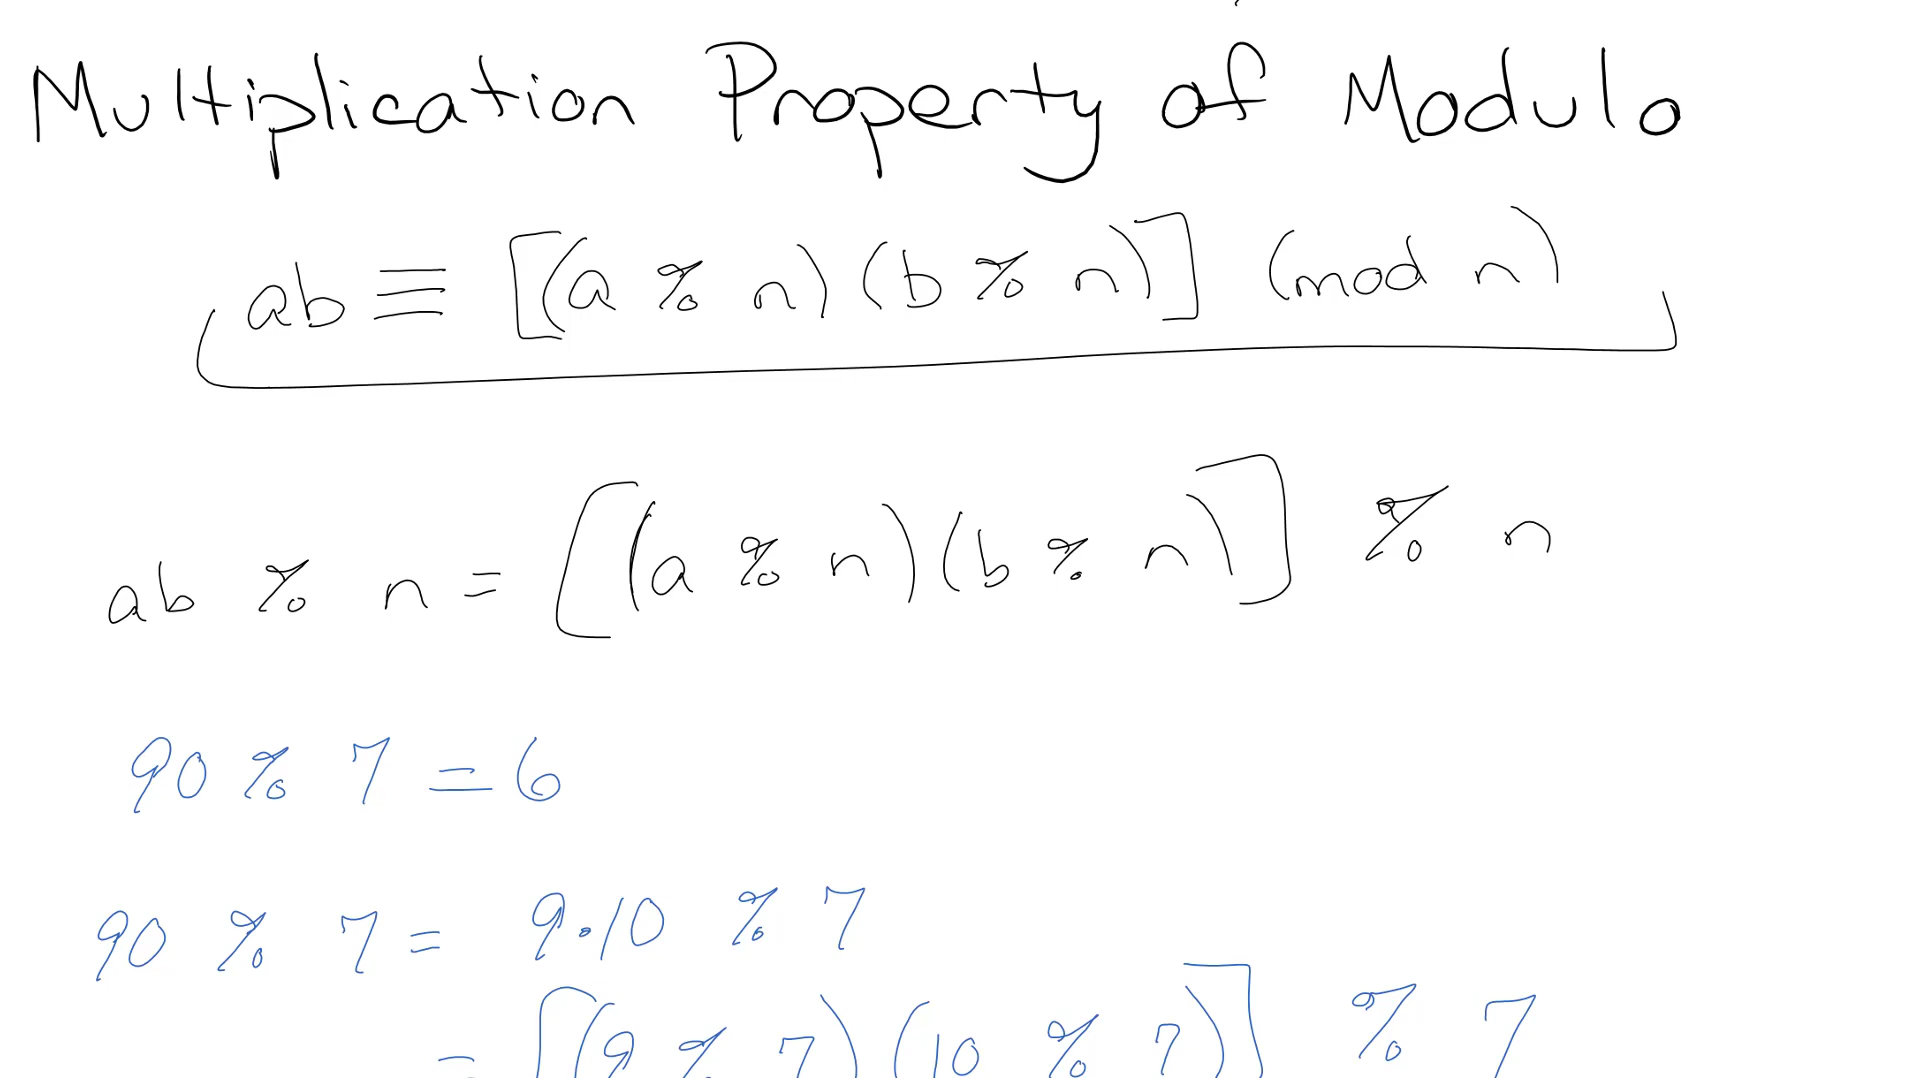 Multiplication Property of Modulo
ab ≡ [(a % n)(b % n)] (mod n)
ab % n = [(a % n)(b % n)] % n
90 % 7 = 6
90 % 7 = 9·10 % 7
= [(9 % 7)(10 % 7)] % 7